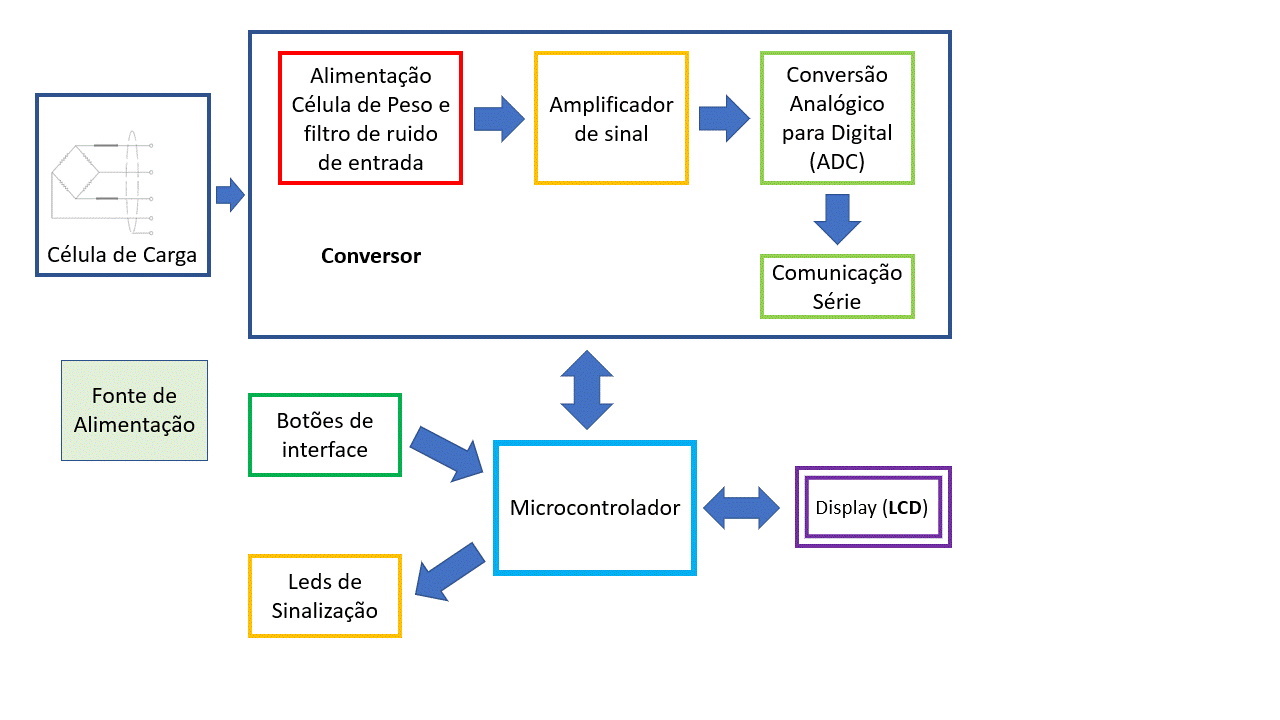 Alimentação
Célula de Peso e
filtro de ruido
de entrada
Amplificador
de sinal
Conversão
Analógico
para Digital
(ADC)
Célula de Carga
Conversor
Comunicação
Série
Fonte de
Alimentação
Botões de
interface
Microcontrolador
Display (LCD)
Leds de
Sinalização